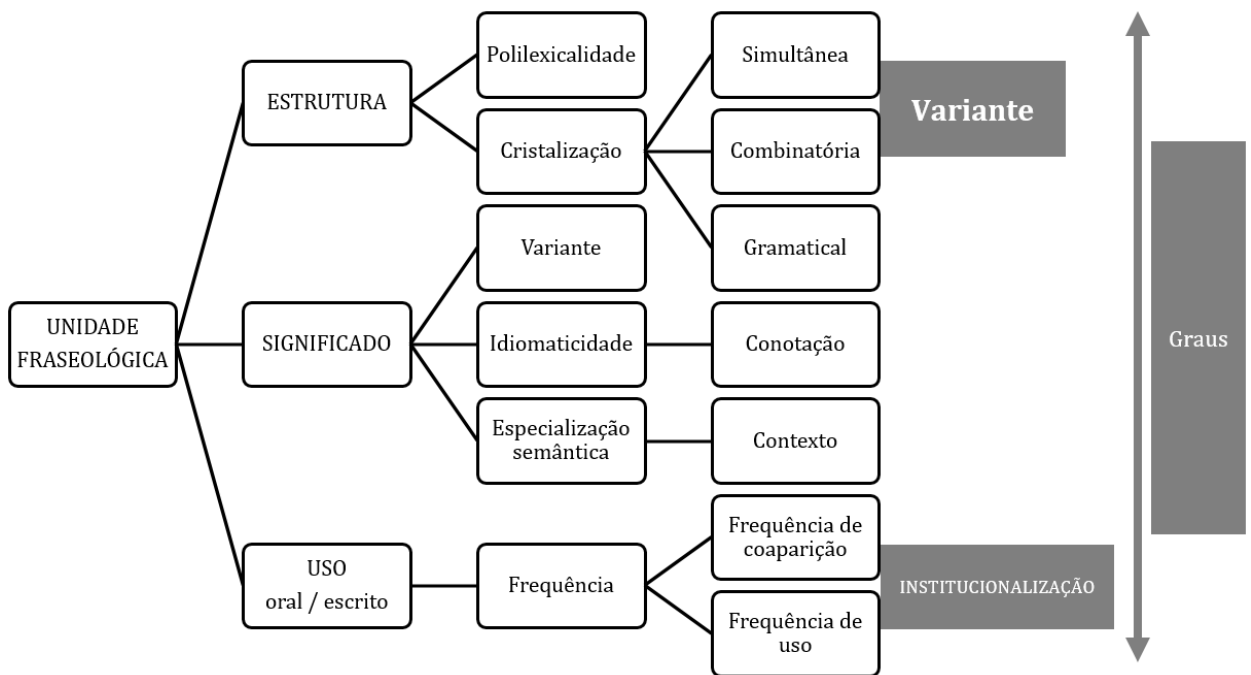 UNIDADE
FRASEOLÓGICA
ESTRUTURA
Polilexicalidade
Cristalização
Simultânea
Combinatória
Gramatical
Variante
SIGNIFICADO
Variante
Idiomaticidade
Conotação
Especialização
semântica
Contexto
USO
oral / escrito
Frequência
Frequência de
coaparição
Frequência de
uso
INSTITUCIONALIZAÇÃO
Graus